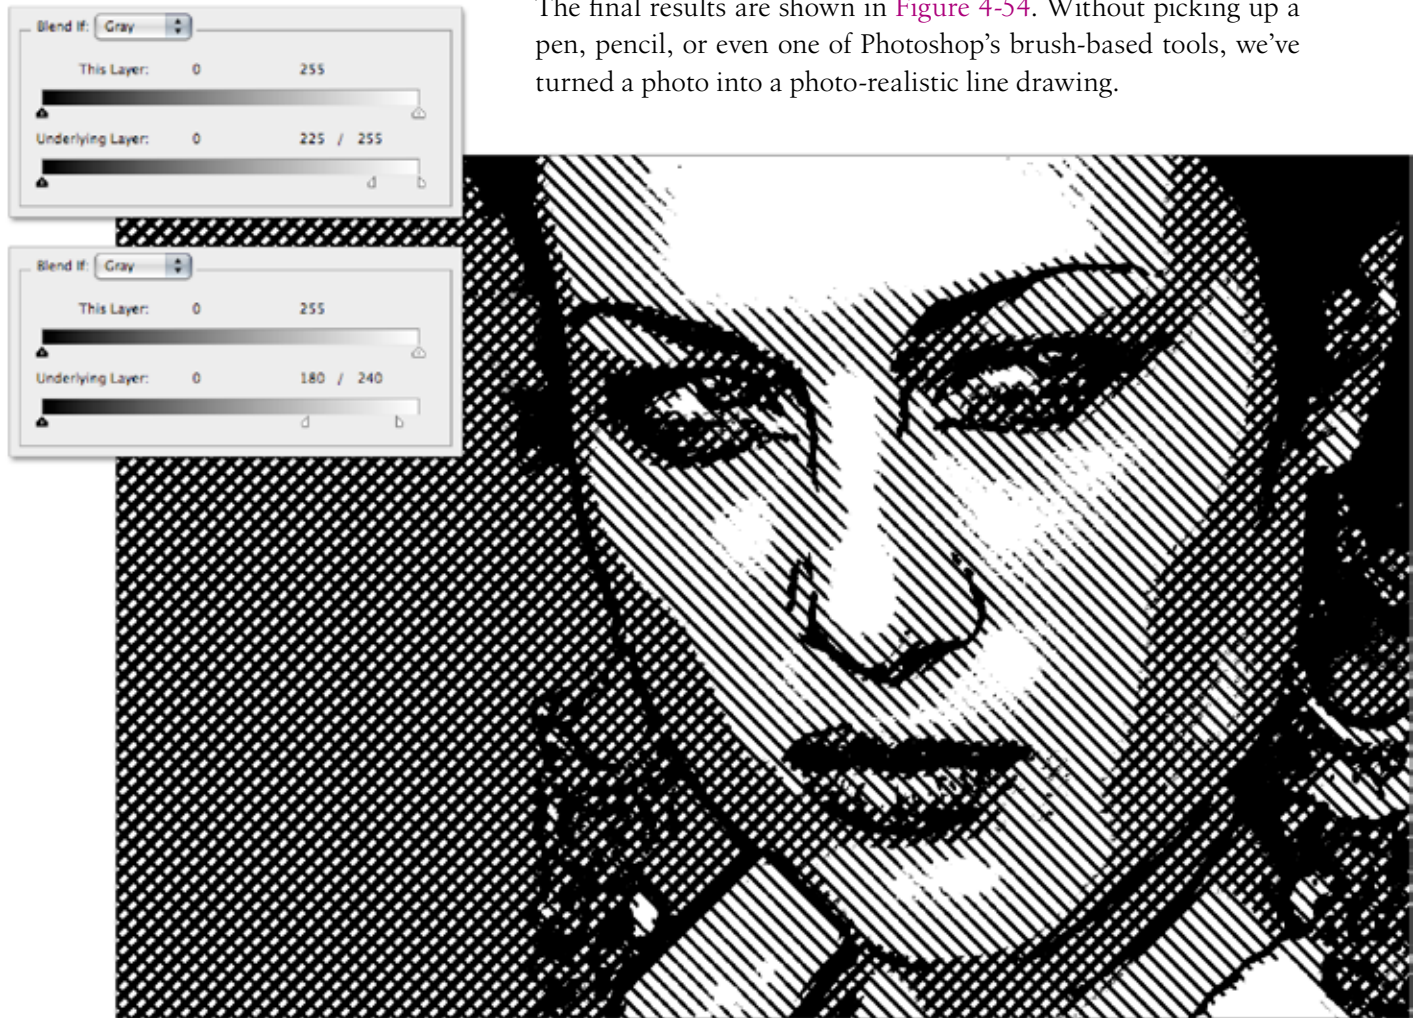 The final results are shown in Figure 4-54. Without picking up a
pen, pencil, or even one of Photoshop's brush-based tools, we've
turned a photo into a photo-realistic line drawing.
Blend If: Gray
This Layer: 0 255
Underlying Layer: 0 225 / 255
Blend If: Gray
This Layer: 0 255
Underlying Layer: 0 180 / 240